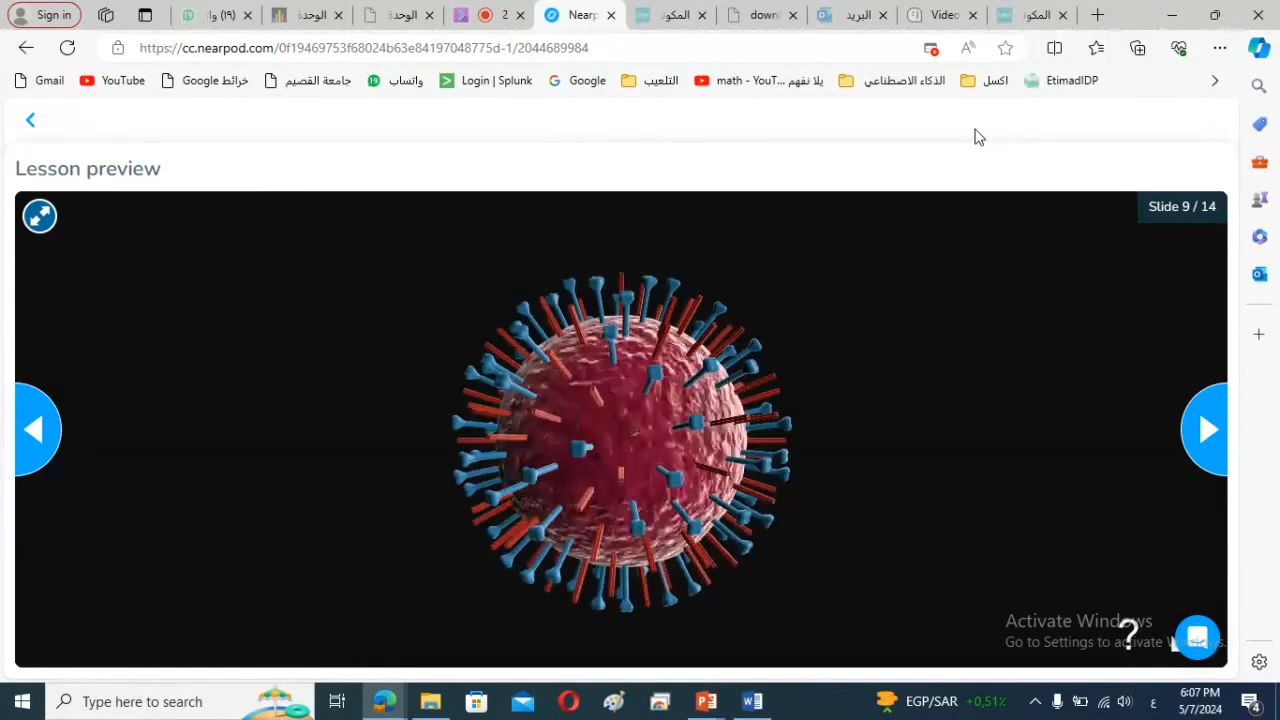 Sign in
(١٩) وا
الوحدة
الوحدة
2
Nearp
المكوّن
downl
البريد
Video
المكوّن
https://cc.nearpod.com/0f19469753f68024b63e84197048775d-1/2044689984
Gmail
YouTube
خرائط Google
جامعة القصيم
واتساب
Login | Splunk
Google
التلعيب
يلا نفهم math - YouT...
الذكاء الاصطناعي
اكسل
EtimadIDP
Lesson preview
Slide 9 / 14
Activate Windows
Go to Settings to activate Windows.
?
Type here to search
EGP/SAR +0,51%
ع
6:07 PM
5/7/2024
4